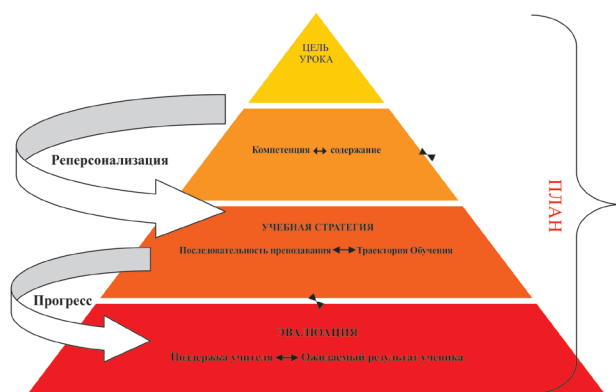 ЦЕЛЬ
УРОКА
Компетенция ↔ содержание
Реперсонализация
УЧЕБНАЯ СТРАТЕГИЯ
Последовательность преподавания ↔ Траектория Обучения
Прогресс
ЭВАЛЮАЦИЯ
Поддержка учителя ↔ Ожидаемый результат ученика
ПЛАН